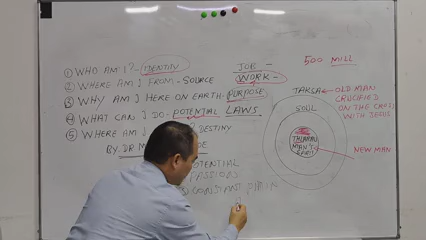 ① WHO AM I? - IDENTITY
② WHERE AM I FROM - SOURCE
③ WHY AM I HERE ON EARTH - PURPOSE
④ WHAT CAN I DO - POTENTIAL LAWS
⑤ WHERE AM I DESTINY
BY. DR
JOB -
WORK -
POTENTIAL
PASSION
CONSTANT
500 MILL
OLD MAN
CRUCIFIED
ON THE CROSS
WITH JESUS
SOUL
NEW MAN